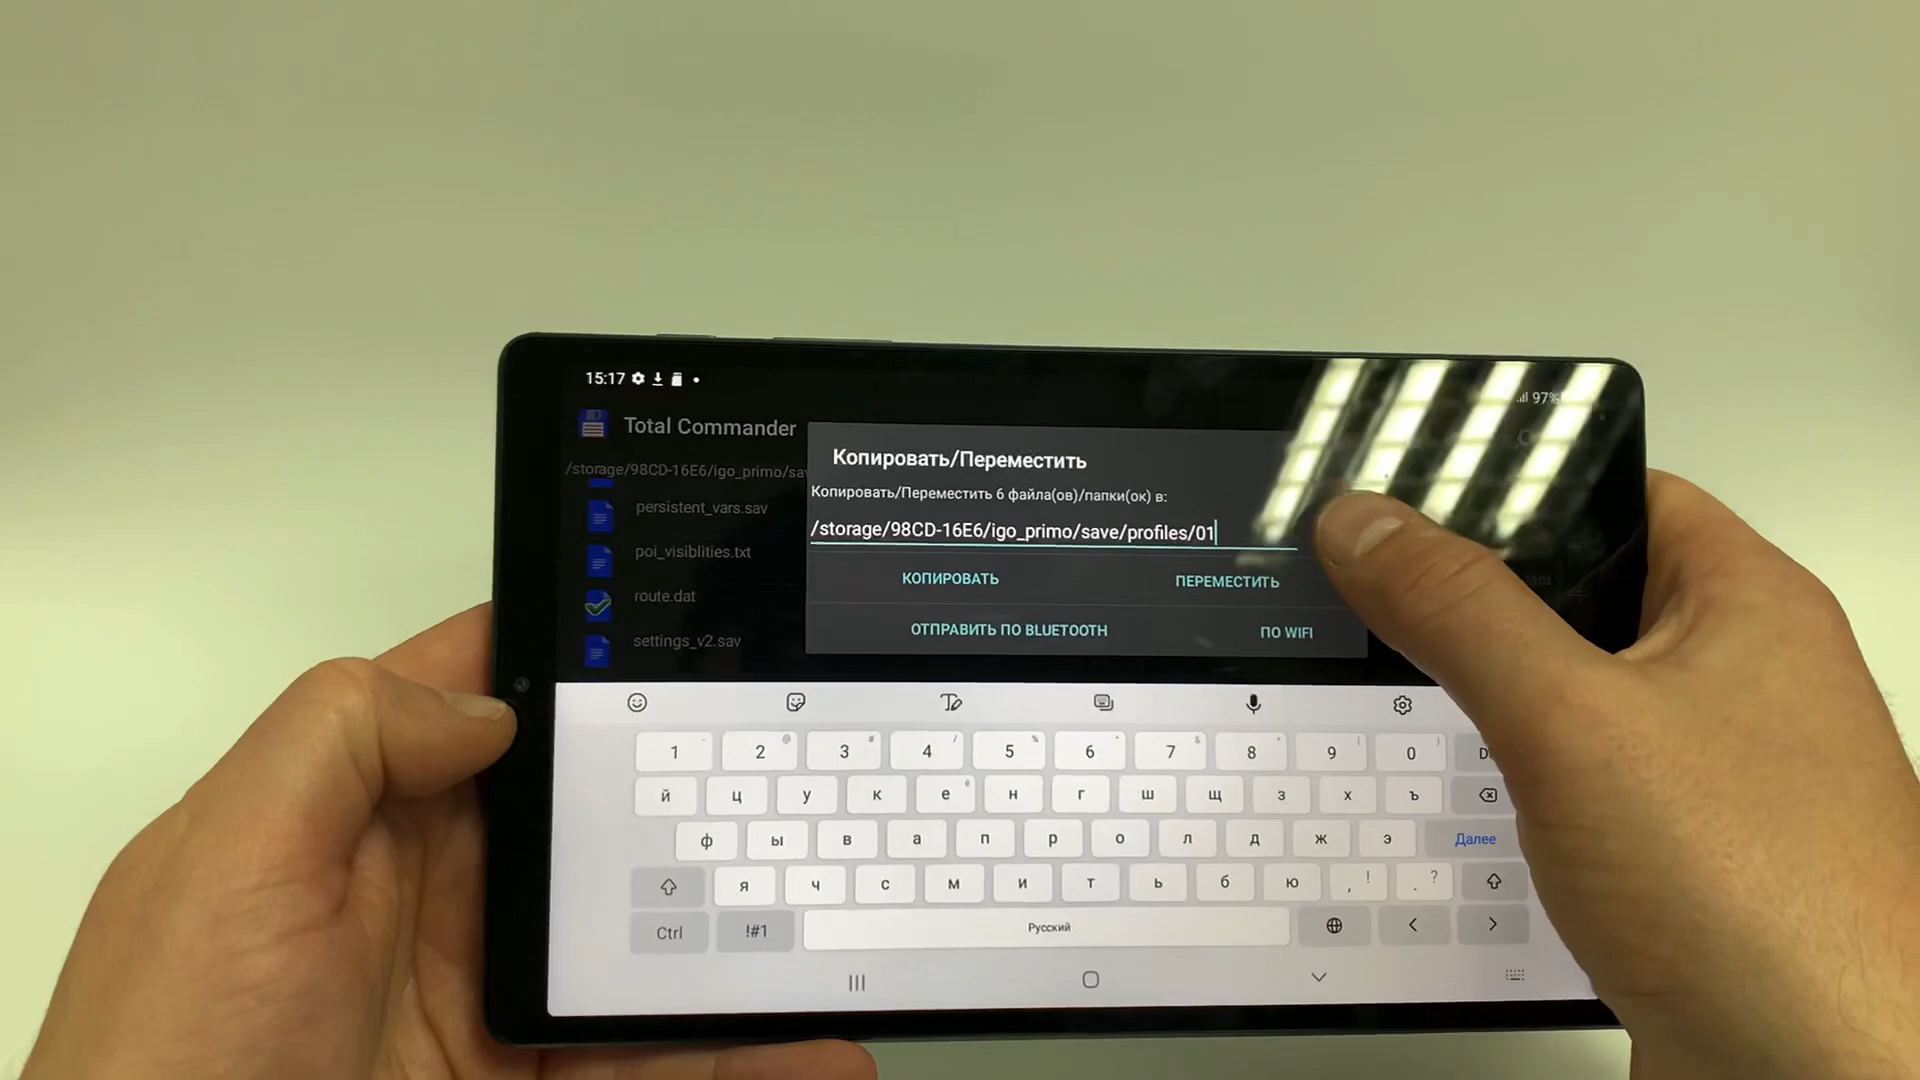 15:17
97%
Total Commander
/storage/98CD-16E6/igo_primo/sav
persistent_vars.sav
poi_visiblities.txt
route.dat
settings_v2.sav
Копировать/Переместить
Копировать/Переместить 6 файла(ов)/папки(ок) в:
/storage/98CD-16E6/igo_primo/save/profiles/01
КОПИРОВАТЬ ПЕРЕМЕСТИТЬ
ОТПРАВИТЬ ПО BLUETOOTH ПО WIFI
1 2 @ 3 # 4 / 5 % 6 ^ 7 & 8 * 9 ( 0 )
й ц у к е ё н г ш щ з х ъ
ф ы в а п р о л д ж э Далее
я ч с м и т ь б ю , ! . ?
Ctrl !#1 Русский < >